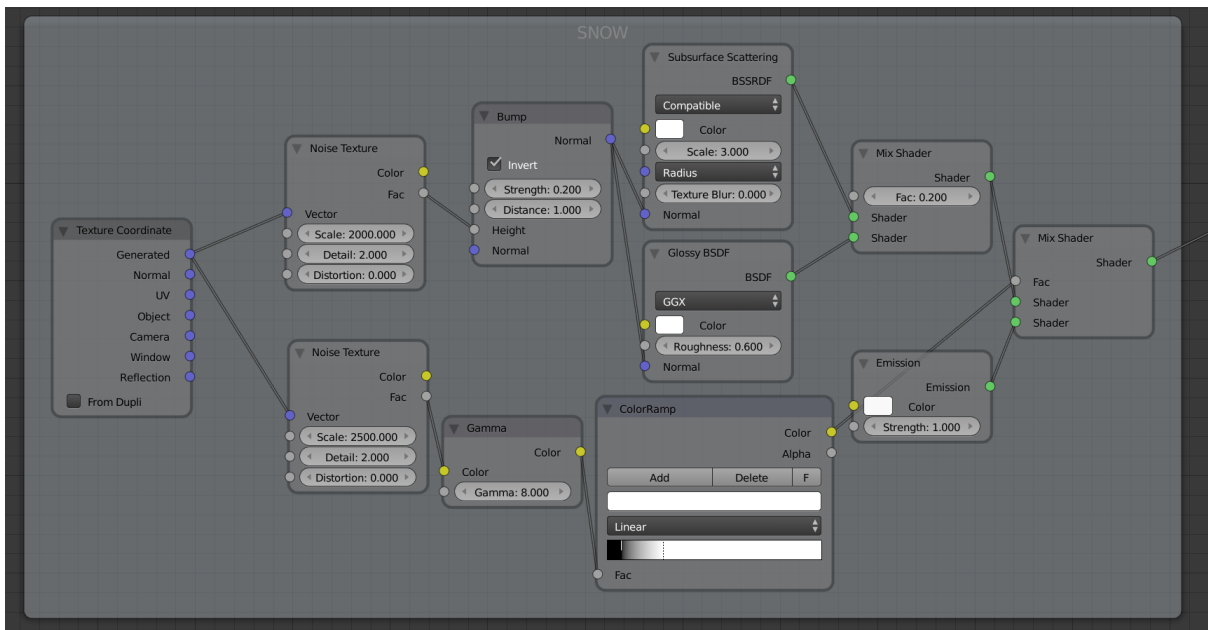 SNOW
Texture Coordinate
Generated
Normal
UV
Object
Camera
Window
Reflection
From Dupli
Noise Texture
Color
Fac
Vector
Scale: 2000.000
Detail: 2.000
Distortion: 0.000
Noise Texture
Color
Fac
Vector
Scale: 2500.000
Detail: 2.000
Distortion: 0.000
Bump
Normal
Invert
Strength: 0.200
Distance: 1.000
Height
Normal
Gamma
Color
Color
Gamma: 8.000
Subsurface Scattering
BSSRDF
Compatible
Color
Scale: 3.000
Radius
Texture Blur: 0.000
Normal
Glossy BSDF
BSDF
GGX
Color
Roughness: 0.600
Normal
ColorRamp
Color
Alpha
Add Delete F
Linear
Fac
Mix Shader
Shader
Fac: 0.200
Shader
Shader
Emission
Emission
Color
Strength: 1.000
Mix Shader
Shader
Fac
Shader
Shader